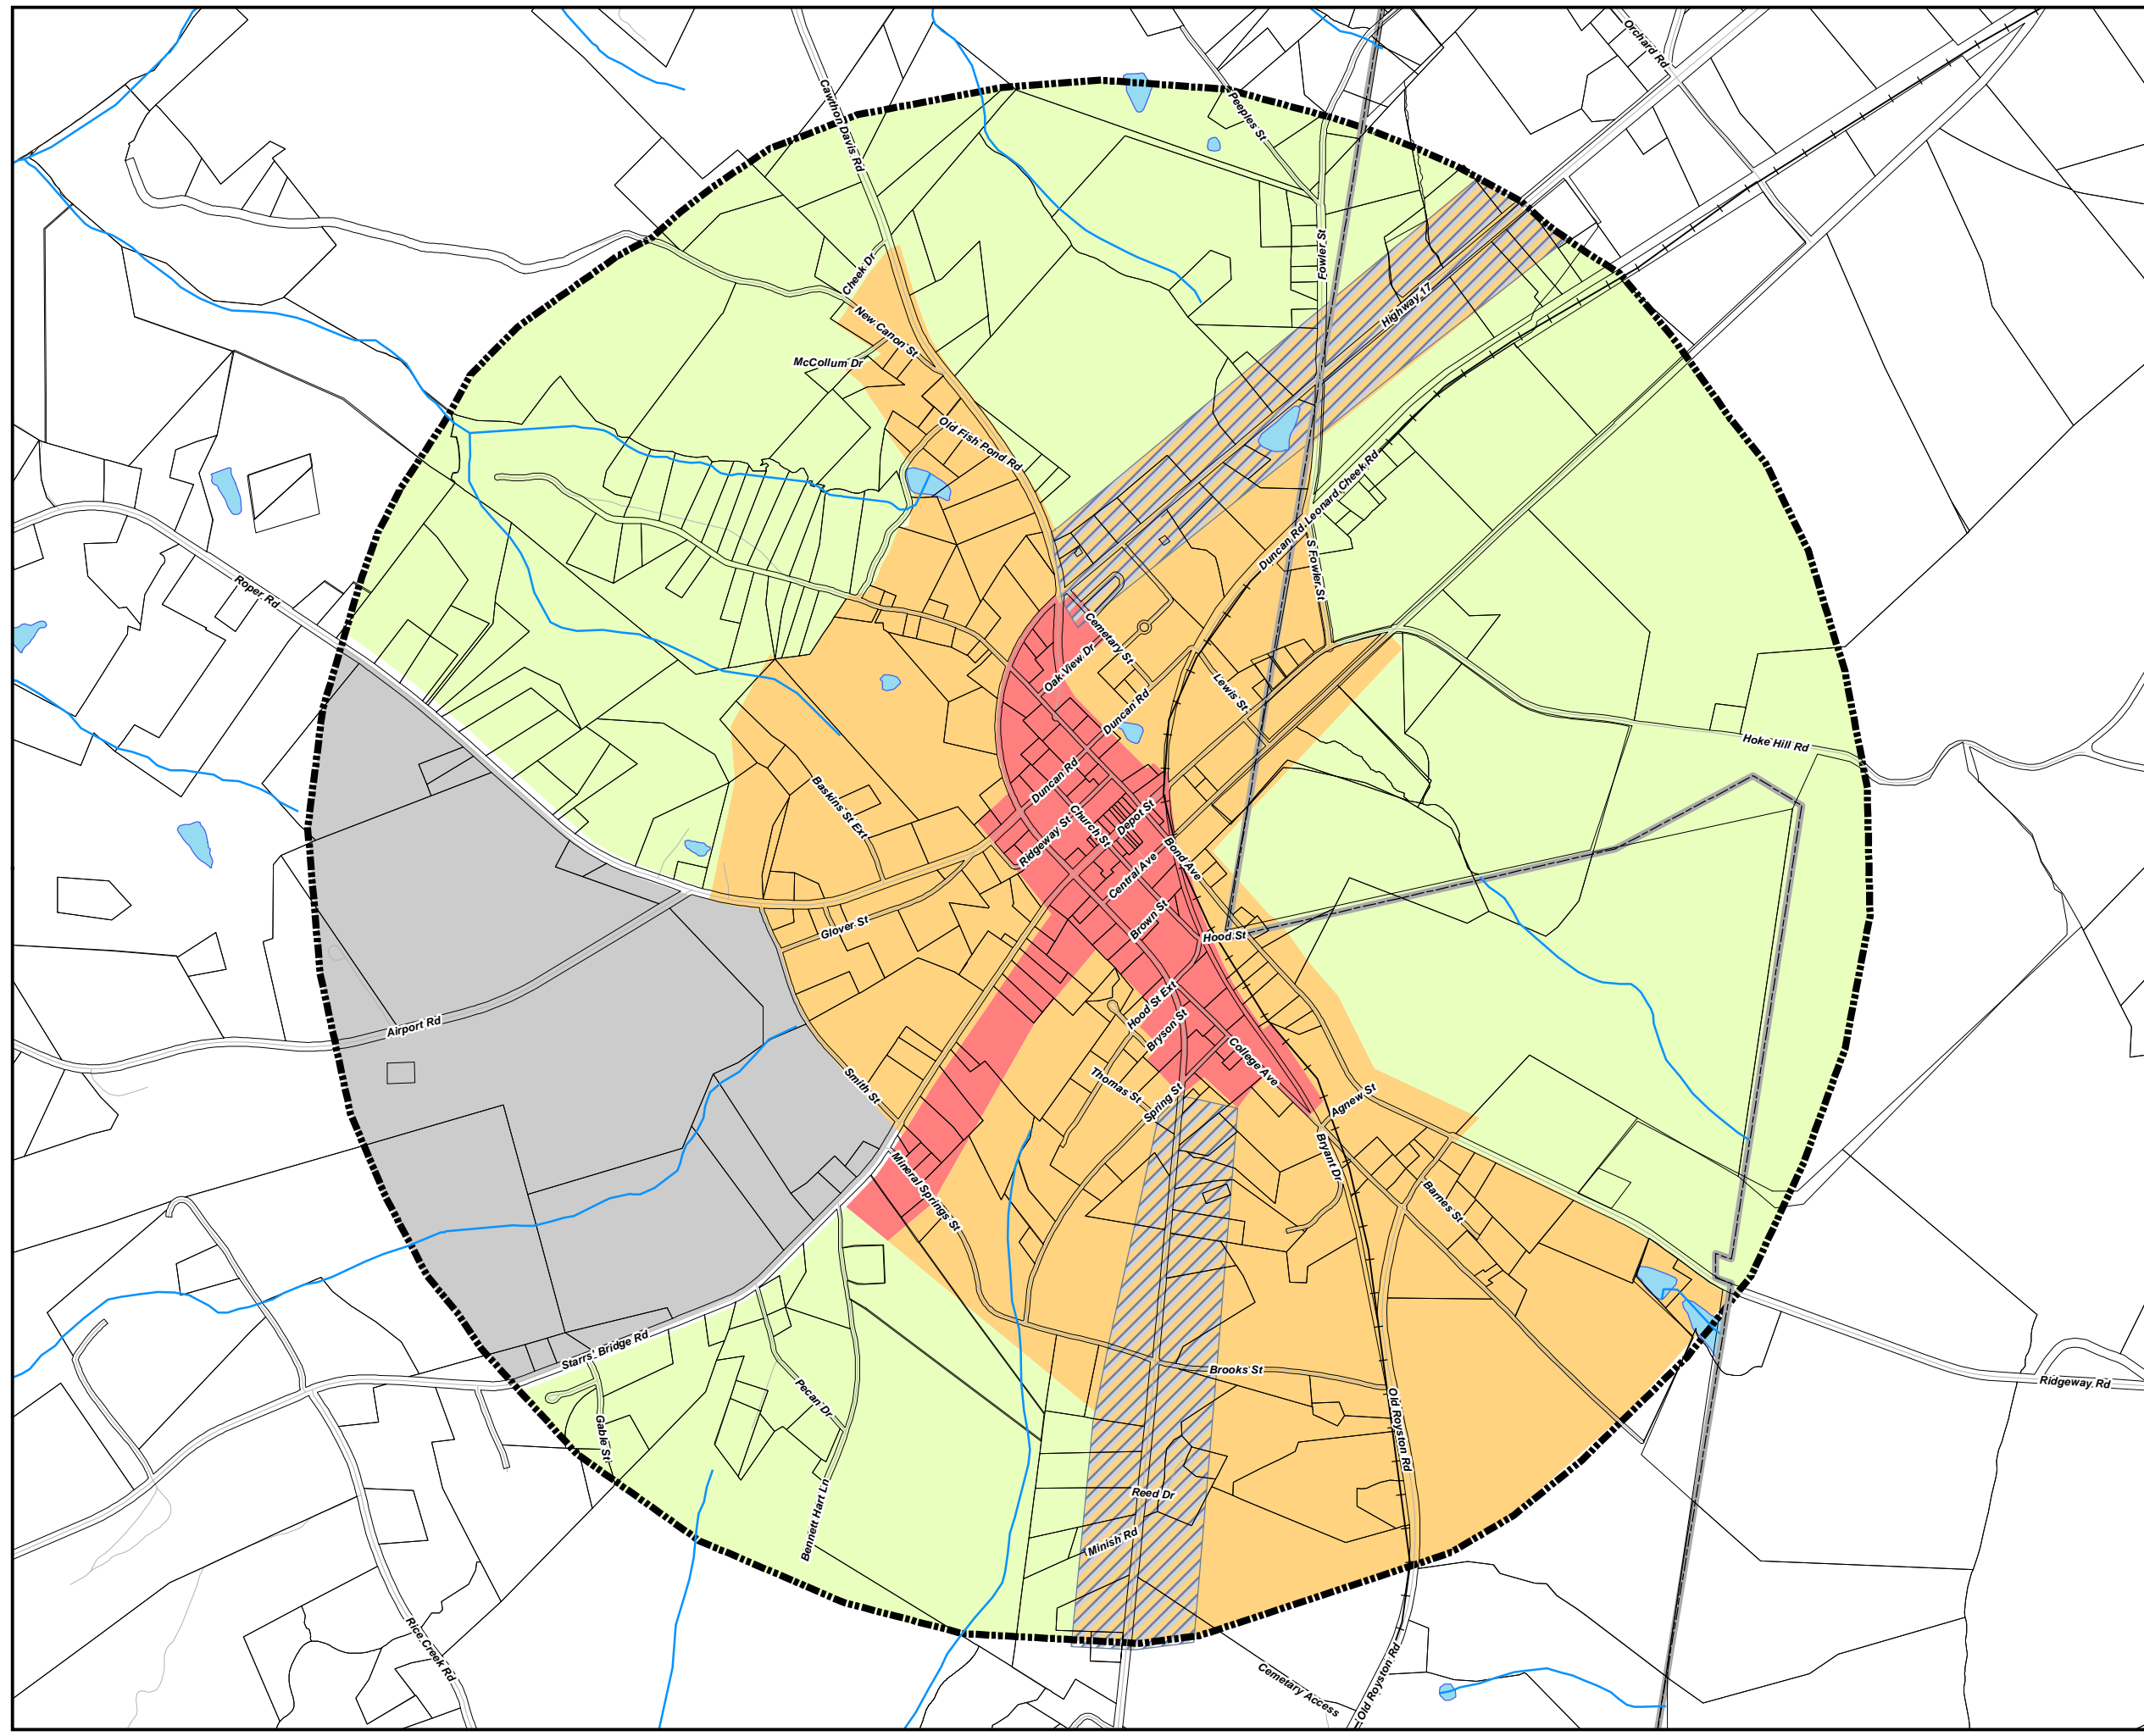 Orchard Rd
Cawthon Davis Rd
Peeples St
Fowler St
Cheek Dr
Highway 17
New Canon St
McCollum Dr
Old Fish Pond Rd
Leonard Cheek Rd
Duncan Rd
S Fowler St
Roper Rd
Cemetary St
Oak View Dr
Lewis St
Duncan Rd
Hoke Hill Rd
Duncan Rd
Baskins St Ext
Church St
Depot St
Ridgeway St
Bond Ave
Central Ave
Brown St
Glover St
Hood St
Hood St Ext
Airport Rd
Bryson St
College Ave
Smith St
Thomas St
Spring St
Agnew St
Bryant Dr
Mineral Springs St
Barnes St
Starrs Bridge Rd
Brooks St
Ridgeway Rd
Pecan Dr
Gable St
Old Royston Rd
Reed Dr
Bennett Hart Ln
Minish Rd
Rice Creek Rd
Cemetary Access
Old Royston Rd